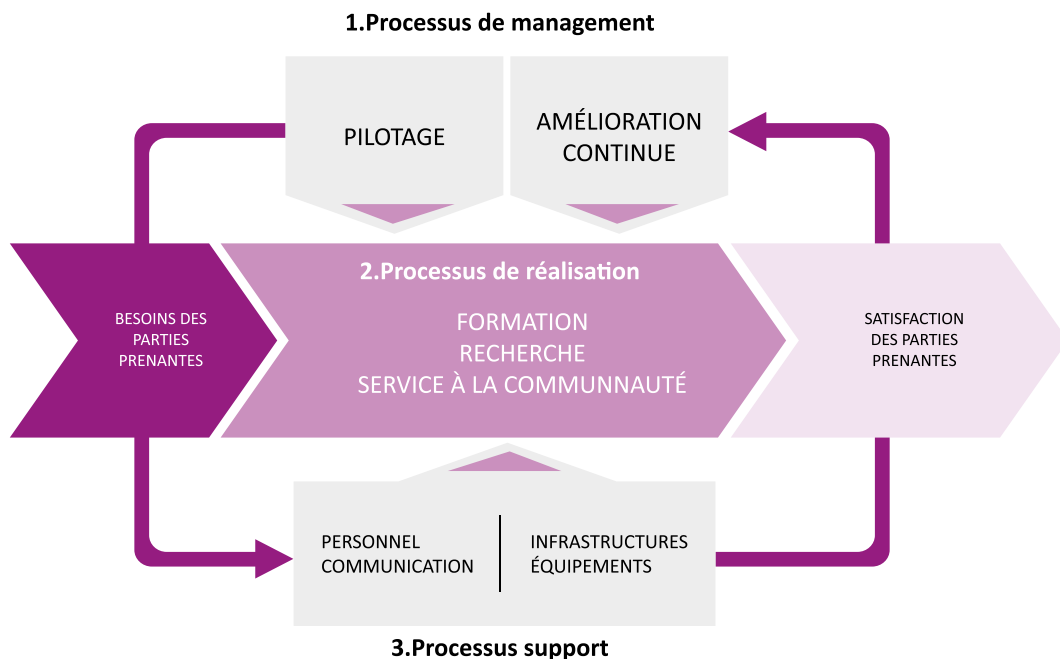 1.Processus de management
PILOTAGE
AMÉLIORATION
CONTINUE
BESOINS DES
PARTIES
PRENANTES
2.Processus de réalisation
FORMATION
RECHERCHE
SERVICE À LA COMMUNNAUTÉ
SATISFACTION
DES PARTIES
PRENANTES
PERSONNEL
COMMUNICATION
INFRASTRUCTURES
ÉQUIPEMENTS
3.Processus support